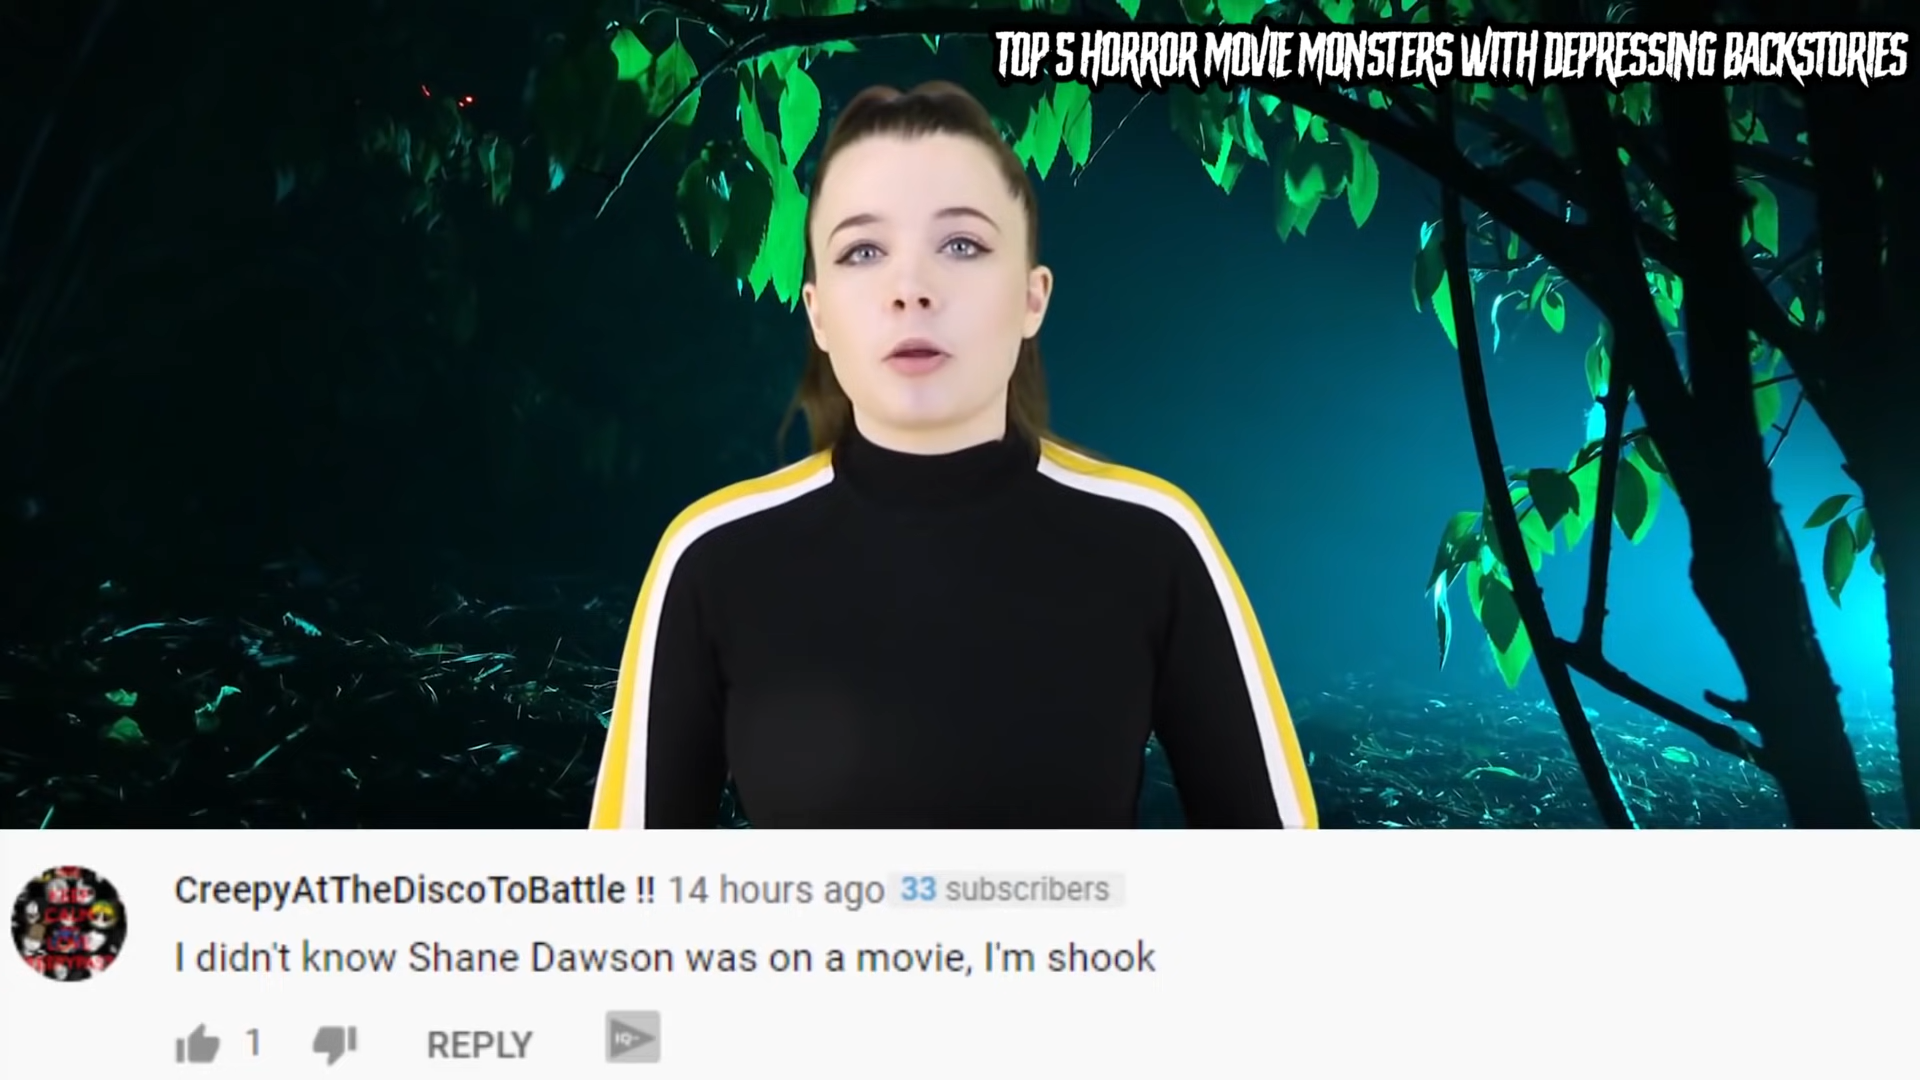 TOP 5 HORROR MOVIE MONSTERS WITH DEPRESSING BACKSTORIES
CreepyAtTheDiscoToBattle !! 14 hours ago 33 subscribers
I didn't know Shane Dawson was on a movie, I'm shook
1 REPLY IQ